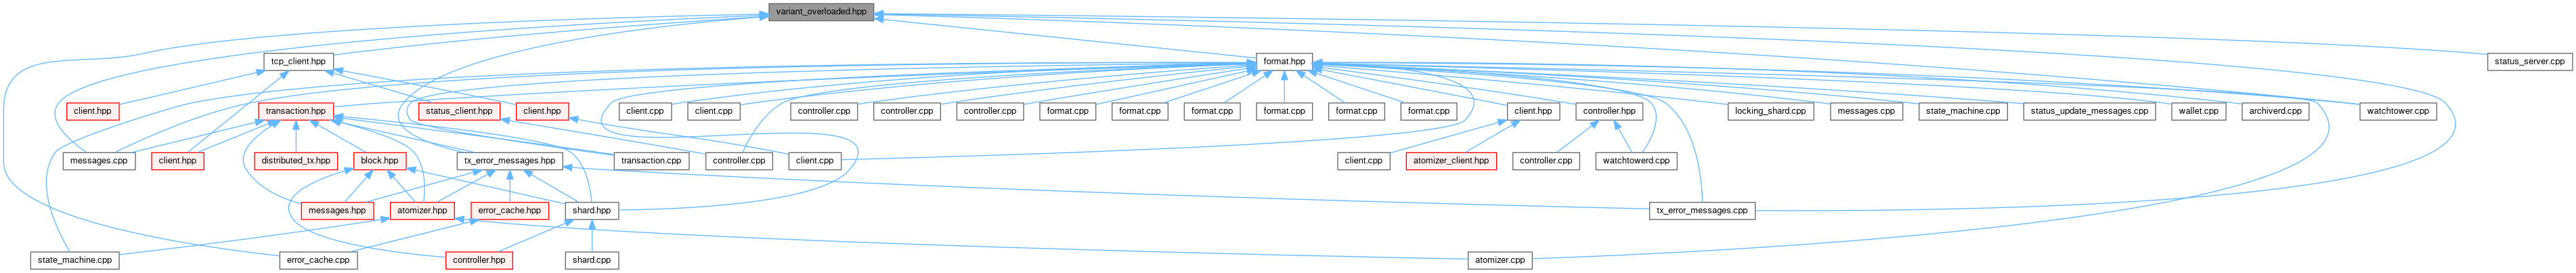 variant_overloaded.hpp
tcp_client.hpp
format.hpp
status_server.cpp
client.hpp
transaction.hpp
status_client.hpp
client.hpp
client.cpp
client.cpp
controller.cpp
controller.cpp
controller.cpp
format.cpp
format.cpp
format.cpp
format.cpp
format.cpp
format.cpp
client.hpp
controller.hpp
locking_shard.cpp
messages.cpp
state_machine.cpp
status_update_messages.cpp
wallet.cpp
archiverd.cpp
watchtower.cpp
messages.cpp
client.hpp
distributed_tx.hpp
block.hpp
tx_error_messages.hpp
transaction.cpp
controller.cpp
client.cpp
client.cpp
atomizer_client.hpp
controller.cpp
watchtowerd.cpp
messages.hpp
atomizer.hpp
error_cache.hpp
shard.hpp
tx_error_messages.cpp
state_machine.cpp
error_cache.cpp
controller.hpp
shard.cpp
atomizer.cpp